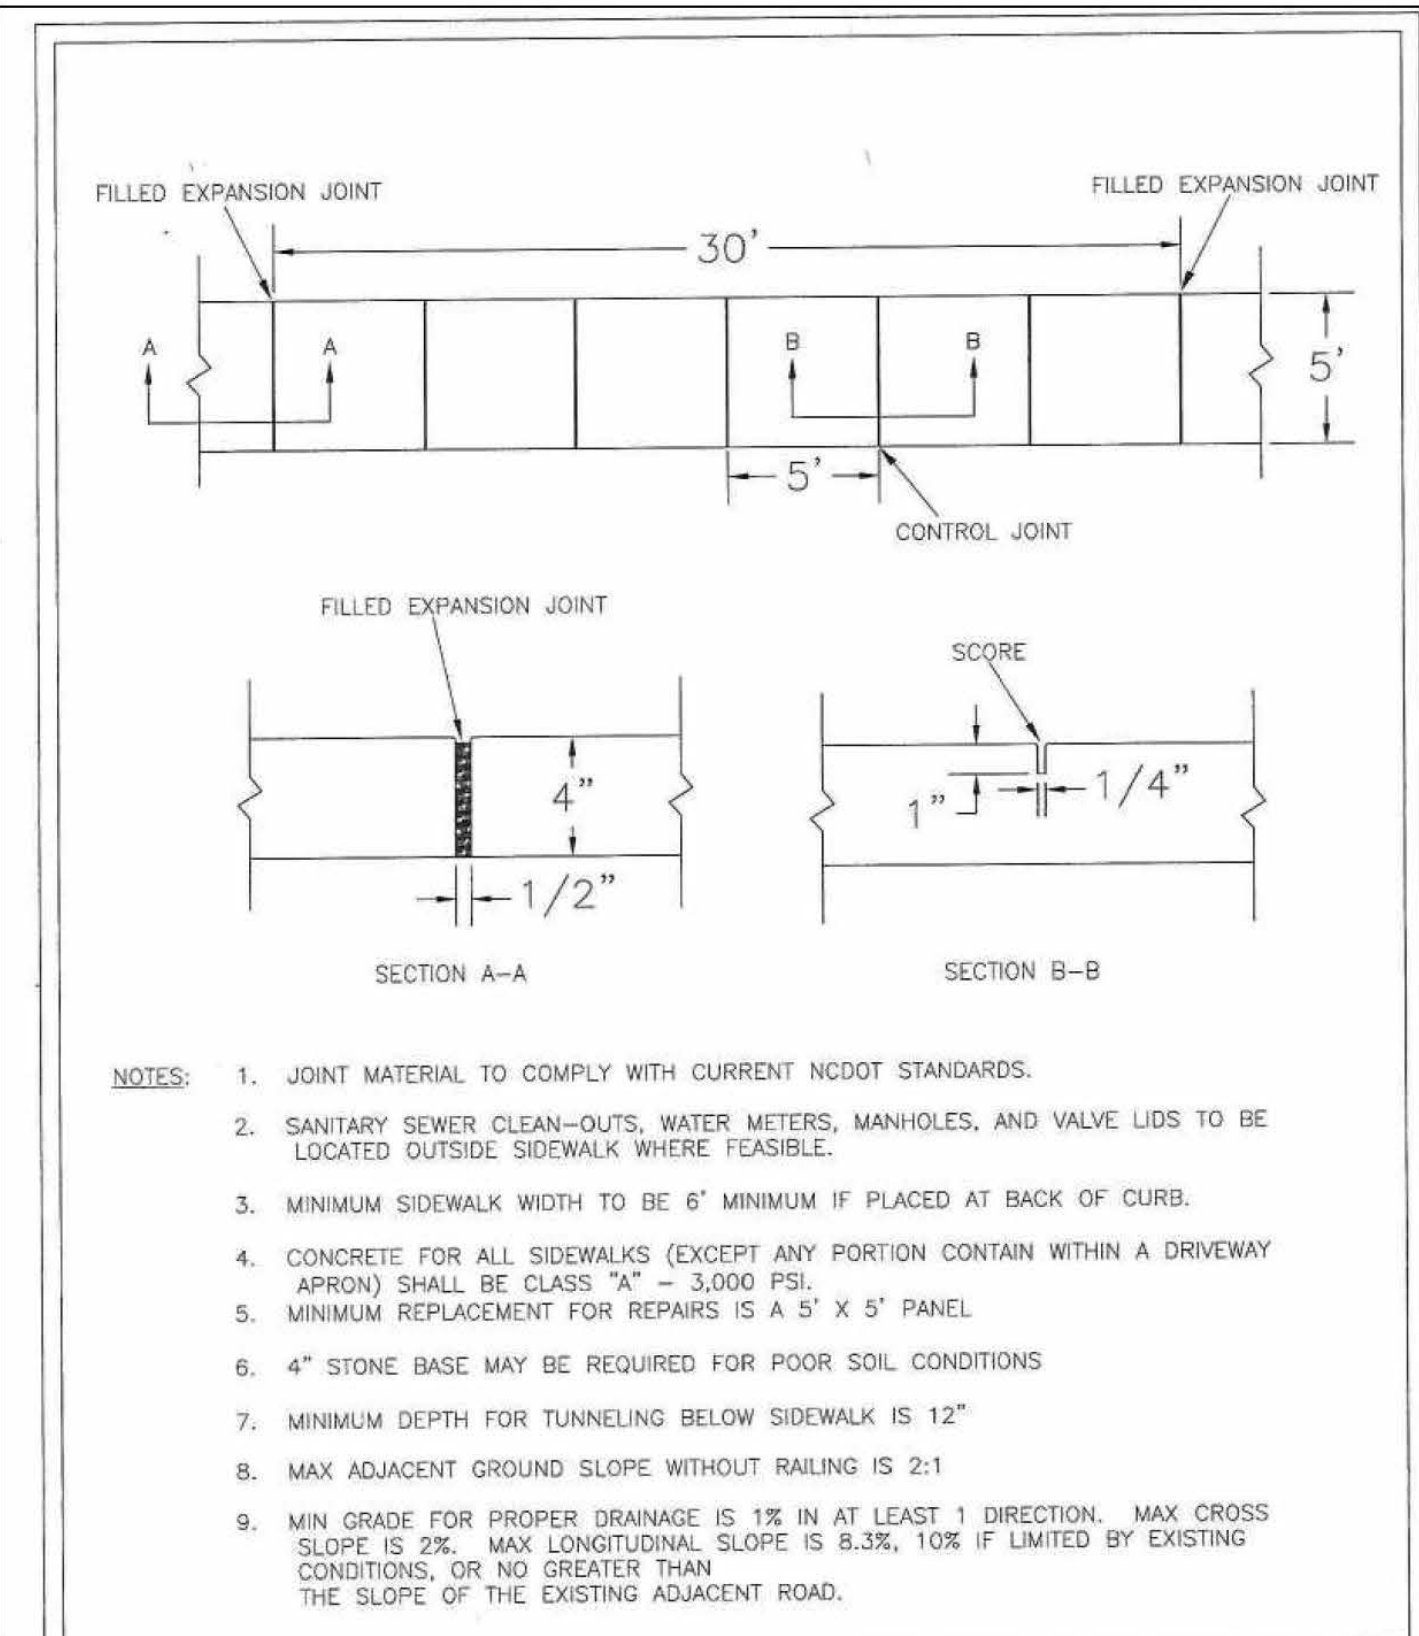 FILLED EXPANSION JOINT
FILLED EXPANSION JOINT
30'
A
A
B
B
5'
5'
CONTROL JOINT
FILLED EXPANSION JOINT
SCORE
4"
1"
1/4"
1/2"
SECTION A-A
SECTION B-B
NOTES:
1. JOINT MATERIAL TO COMPLY WITH CURRENT NCDOT STANDARDS.
2. SANITARY SEWER CLEAN-OUTS, WATER METERS, MANHOLES, AND VALVE LIDS TO BE
LOCATED OUTSIDE SIDEWALK WHERE FEASIBLE.
3. MINIMUM SIDEWALK WIDTH TO BE 6' MINIMUM IF PLACED AT BACK OF CURB.
4. CONCRETE FOR ALL SIDEWALKS (EXCEPT ANY PORTION CONTAIN WITHIN A DRIVEWAY
APRON) SHALL BE CLASS "A" - 3,000 PSI.
5. MINIMUM REPLACEMENT FOR REPAIRS IS A 5' X 5' PANEL
6. 4" STONE BASE MAY BE REQUIRED FOR POOR SOIL CONDITIONS
7. MINIMUM DEPTH FOR TUNNELING BELOW SIDEWALK IS 12"
8. MAX ADJACENT GROUND SLOPE WITHOUT RAILING IS 2:1
9. MIN GRADE FOR PROPER DRAINAGE IS 1% IN AT LEAST 1 DIRECTION. MAX CROSS
SLOPE IS 2%. MAX LONGITUDINAL SLOPE IS 8.3%, 10% IF LIMITED BY EXISTING
CONDITIONS, OR NO GREATER THAN
THE SLOPE OF THE EXISTING ADJACENT ROAD.